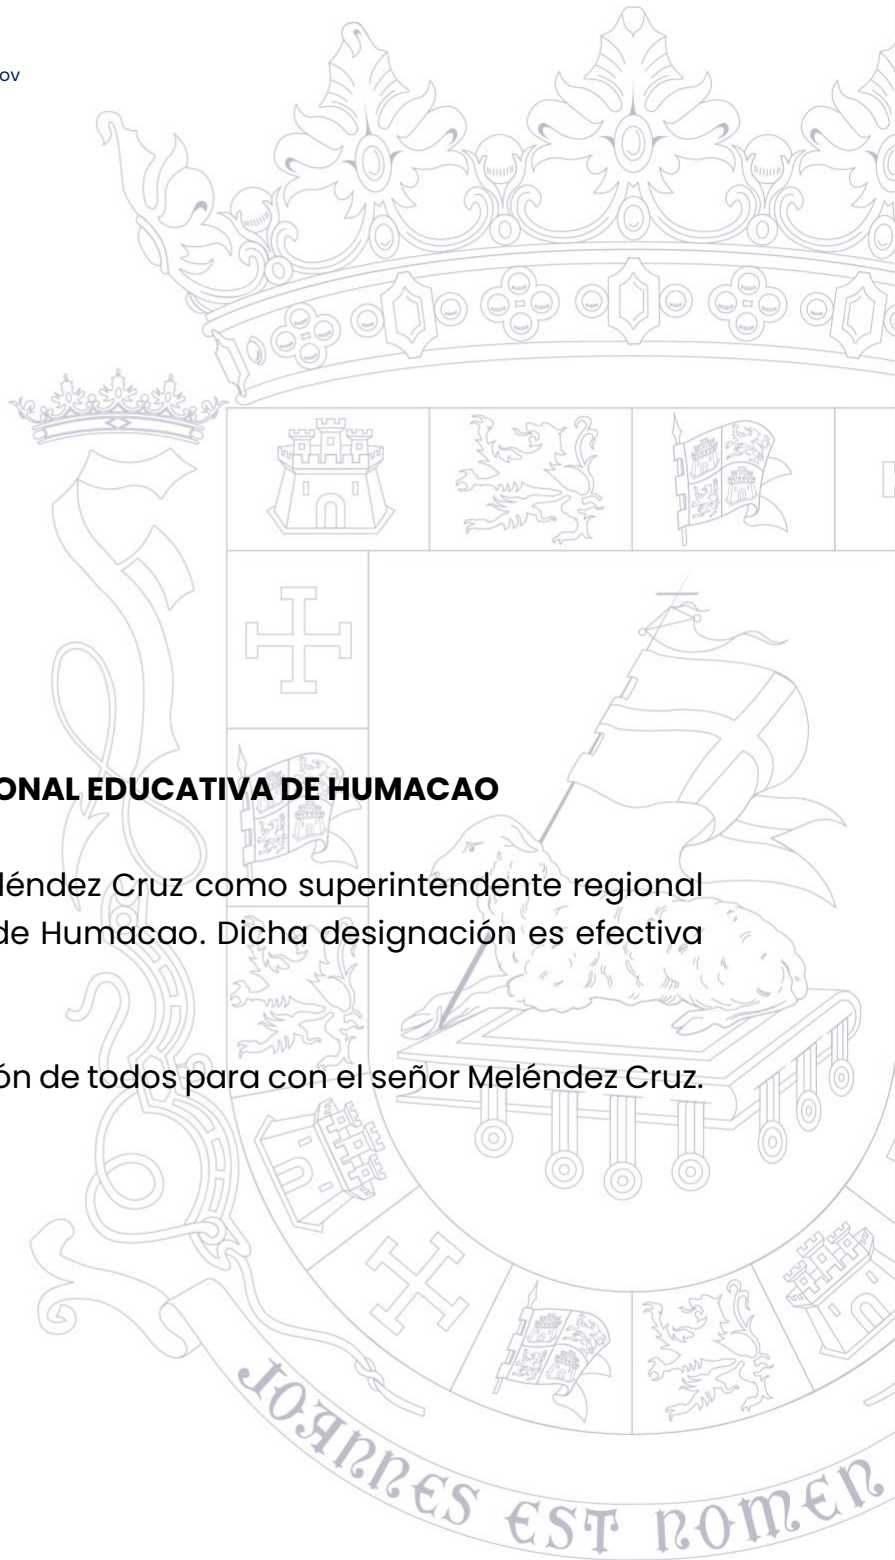 ov
ONAL EDUCATIVA DE HUMACAO
léndez Cruz como superintendente regional
de Humacao. Dicha designación es efectiva
ón de todos para con el señor Meléndez Cruz.
JOANNES EST NOMEN